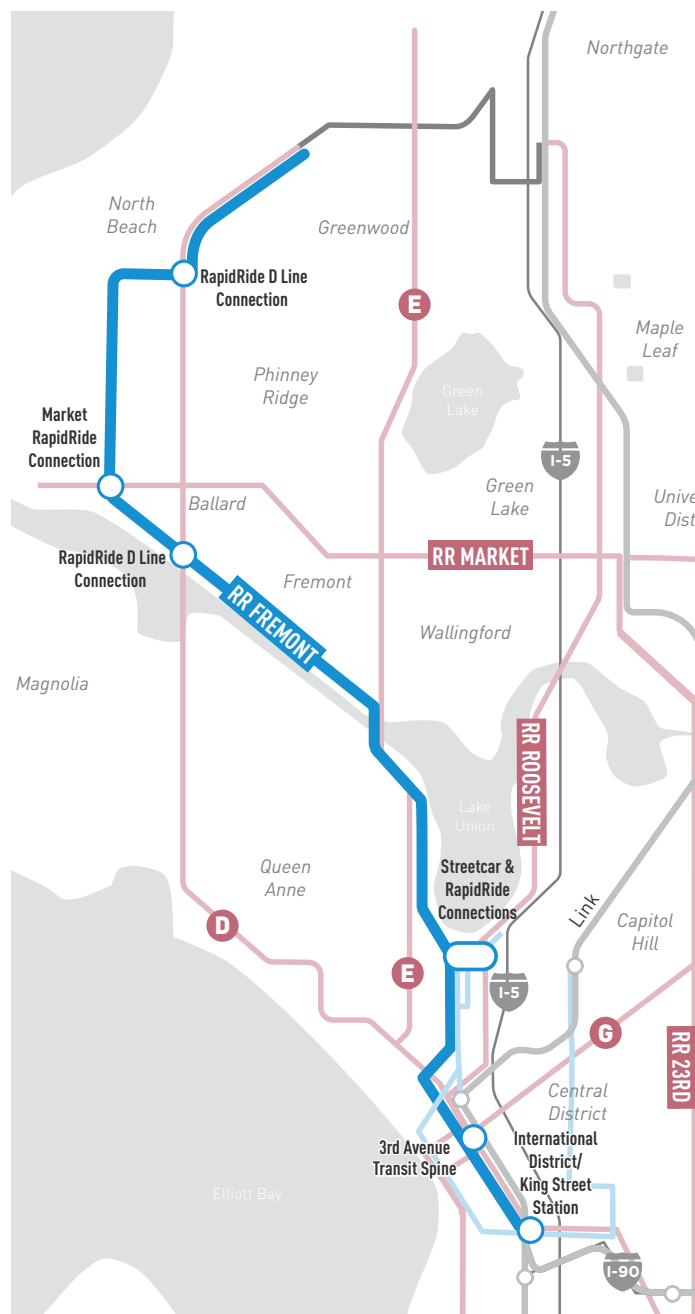 Northgate
North
Beach
Greenwood
RapidRide D Line
Connection
E
Maple
Leaf
Phinney
Ridge
Green
Lake
Market
RapidRide
Connection
I-5
Green
Lake
Ballard
Unive
Dist
RapidRide D Line
Connection
RR MARKET
Fremont
RR FREMONT
Wallingford
Magnolia
RR ROOSEVELT
Lake
Union
Queen
Anne
Streetcar &
RapidRide
Connections
Link
Capitol
Hill
D
E
I-5
G
RR 23RD
Central
District
3rd Avenue
Transit Spine
International
District/
King Street
Station
Elliott Bay
I-90